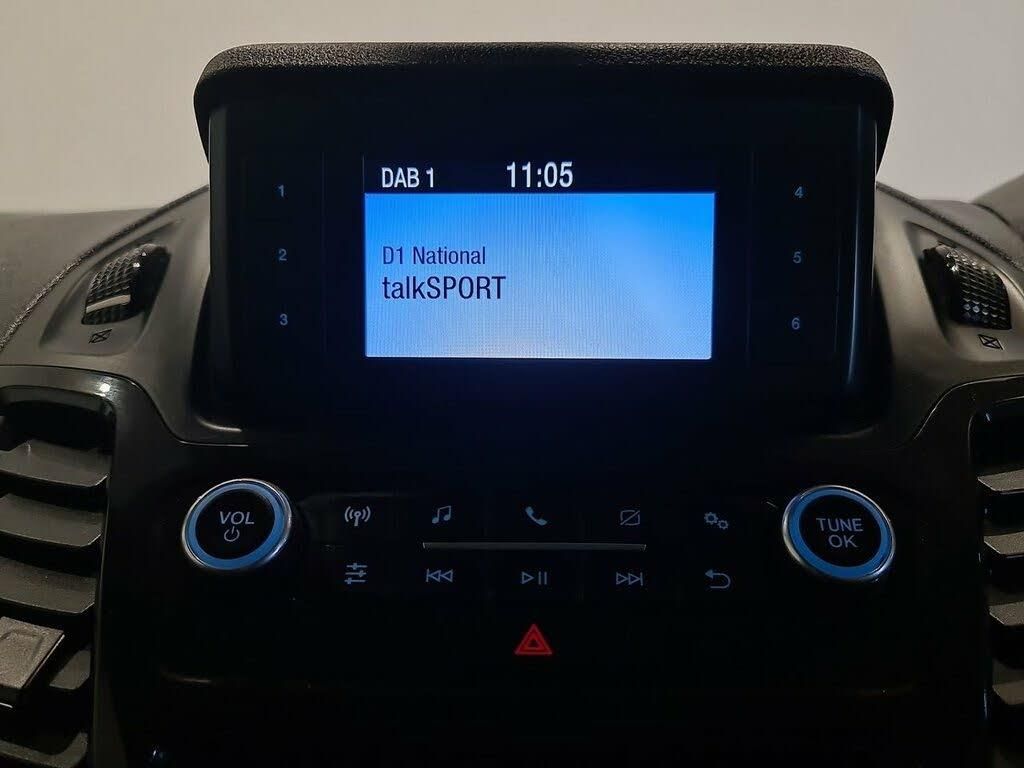 DAB 1 11:05
1
2
3
D1 National
talkSPORT
4
5
6
VOL
TUNE
OK